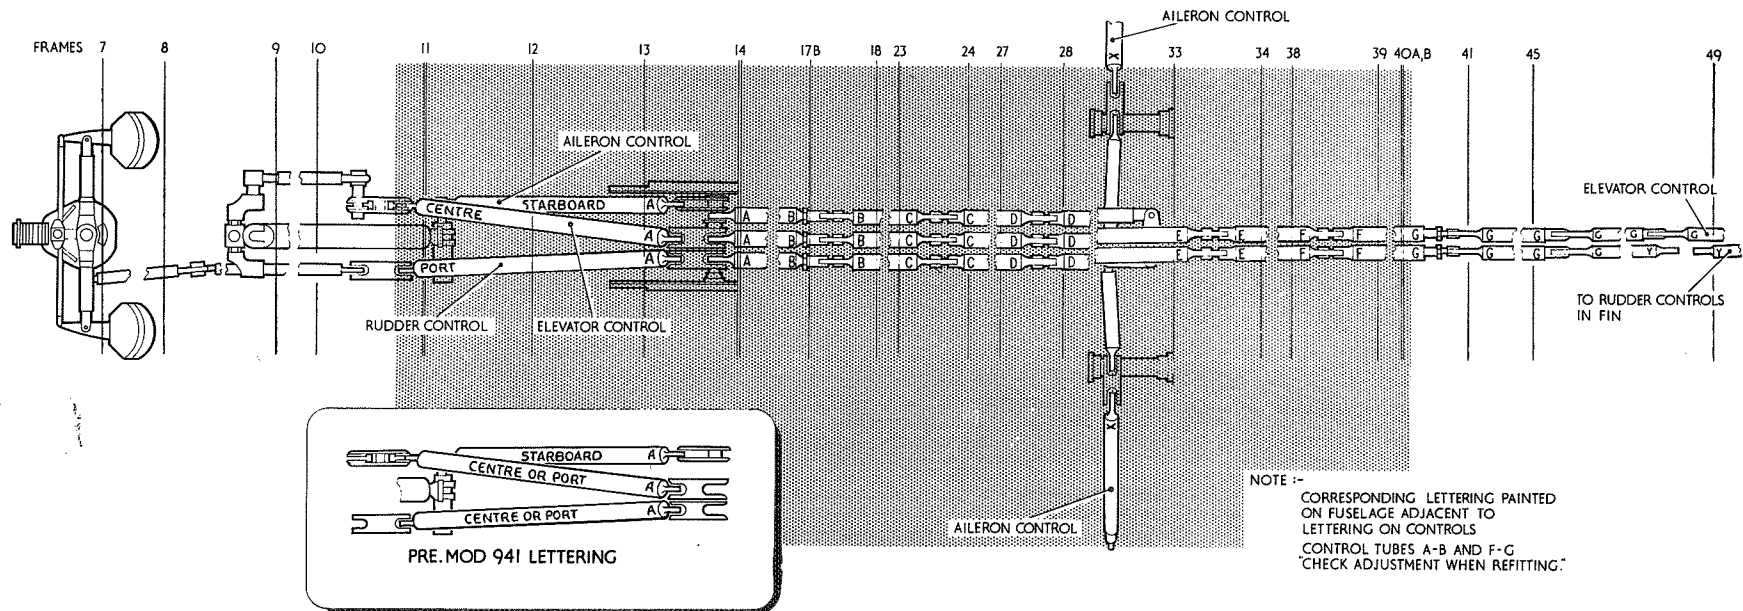 AILERON CONTROL
FRAMES 7 8 9 10 11 12 13 14 17B 18 23 24 27 28 33 34 38 39 40A,B 41 45 49
X
AILERON CONTROL
ELEVATOR CONTROL
STARBOARD A
CENTRE A
A B B C C D D
A B B C C D D E E F F G G G G G G
A B B C C D D E E F F G G G G Y Y
PORT A
RUDDER CONTROL
ELEVATOR CONTROL
TO RUDDER CONTROLS
IN FIN
X
STARBOARD A
CENTRE OR PORT A
CENTRE OR PORT A
PRE. MOD 941 LETTERING
AILERON CONTROL
NOTE :-
CORRESPONDING LETTERING PAINTED
ON FUSELAGE ADJACENT TO
LETTERING ON CONTROLS
CONTROL TUBES A-B AND F-G
"CHECK ADJUSTMENT WHEN REFITTING."